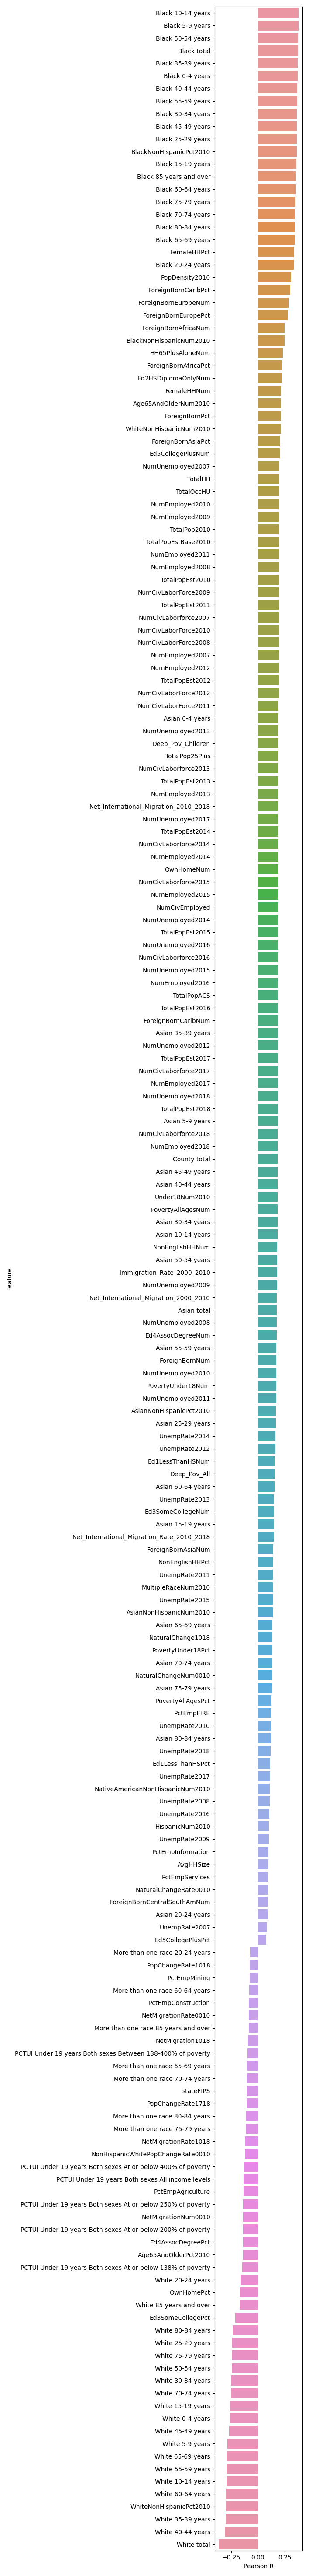 Black 10-14 years
Black 5-9 years
Black 50-54 years
Black total
Black 35-39 years
Black 0-4 years
Black 40-44 years
Black 55-59 years
Black 30-34 years
Black 45-49 years
Black 25-29 years
BlackNonHispanicPct2010
Black 15-19 years
Black 85 years and over
Black 60-64 years
Black 75-79 years
Black 70-74 years
Black 80-84 years
Black 65-69 years
FemaleHHPct
Black 20-24 years
PopDensity2010
ForeignBornCaribPct
ForeignBornEuropeNum
ForeignBornEuropePct
ForeignBornAfricaNum
BlackNonHispanicNum2010
HH65PlusAloneNum
ForeignBornAfricaPct
Ed2HSDiplomaOnlyNum
FemaleHHNum
Age65AndOlderNum2010
ForeignBornPct
WhiteNonHispanicNum2010
ForeignBornAsiaPct
Ed5CollegePlusNum
NumUnemployed2007
TotalHH
TotalOccHU
NumEmployed2010
NumEmployed2009
TotalPop2010
TotalPopEstBase2010
NumEmployed2011
NumEmployed2008
TotalPopEst2010
NumCivLaborForce2009
TotalPopEst2011
NumCivLaborforce2007
NumCivLaborForce2010
NumCivLaborForce2008
NumEmployed2007
NumEmployed2012
TotalPopEst2012
NumCivLaborForce2012
NumCivLaborForce2011
Asian 0-4 years
NumUnemployed2013
Deep_Pov_Children
TotalPop25Plus
NumCivLaborforce2013
TotalPopEst2013
NumEmployed2013
Net_International_Migration_2010_2018
NumUnemployed2017
TotalPopEst2014
NumCivLaborforce2014
NumEmployed2014
OwnHomeNum
NumCivLaborforce2015
NumEmployed2015
NumCivEmployed
NumUnemployed2014
TotalPopEst2015
NumUnemployed2016
NumCivLaborforce2016
NumUnemployed2015
NumEmployed2016
TotalPopACS
TotalPopEst2016
ForeignBornCaribNum
Asian 35-39 years
NumUnemployed2012
TotalPopEst2017
NumCivLaborforce2017
NumEmployed2017
NumUnemployed2018
TotalPopEst2018
Asian 5-9 years
NumCivLaborforce2018
NumEmployed2018
County total
Asian 45-49 years
Asian 40-44 years
Under18Num2010
PovertyAllAgesNum
Asian 30-34 years
Asian 10-14 years
NonEnglishHHNum
Asian 50-54 years
Immigration_Rate_2000_2010
NumUnemployed2009
Net_International_Migration_2000_2010
Asian total
NumUnemployed2008
Ed4AssocDegreeNum
Asian 55-59 years
ForeignBornNum
NumUnemployed2010
PovertyUnder18Num
NumUnemployed2011
AsianNonHispanicPct2010
Asian 25-29 years
UnempRate2014
UnempRate2012
Ed1LessThanHSNum
Deep_Pov_All
Asian 60-64 years
UnempRate2013
Ed3SomeCollegeNum
Asian 15-19 years
Net_International_Migration_Rate_2010_2018
ForeignBornAsiaNum
NonEnglishHHPct
UnempRate2011
MultipleRaceNum2010
UnempRate2015
AsianNonHispanicNum2010
Asian 65-69 years
NaturalChange1018
PovertyUnder18Pct
Asian 70-74 years
NaturalChangeNum0010
Asian 75-79 years
PovertyAllAgesPct
PctEmpFIRE
UnempRate2010
Asian 80-84 years
UnempRate2018
Ed1LessThanHSPct
UnempRate2017
NativeAmericanNonHispanicNum2010
UnempRate2008
UnempRate2016
HispanicNum2010
UnempRate2009
PctEmpInformation
AvgHHSize
PctEmpServices
NaturalChangeRate0010
ForeignBornCentralSouthAmNum
Asian 20-24 years
UnempRate2007
Ed5CollegePlusPct
More than one race 20-24 years
PopChangeRate1018
PctEmpMining
More than one race 60-64 years
PctEmpConstruction
NetMigrationRate0010
More than one race 85 years and over
NetMigration1018
PCTUI Under 19 years Both sexes Between 138-400% of poverty
More than one race 65-69 years
More than one race 70-74 years
stateFIPS
PopChangeRate1718
More than one race 80-84 years
More than one race 75-79 years
NetMigrationRate1018
NonHispanicWhitePopChangeRate0010
PCTUI Under 19 years Both sexes At or below 400% of poverty
PCTUI Under 19 years Both sexes All income levels
PctEmpAgriculture
PCTUI Under 19 years Both sexes At or below 250% of poverty
NetMigrationNum0010
PCTUI Under 19 years Both sexes At or below 200% of poverty
Ed4AssocDegreePct
Age65AndOlderPct2010
PCTUI Under 19 years Both sexes At or below 138% of poverty
White 20-24 years
OwnHomePct
White 85 years and over
Ed3SomeCollegePct
White 80-84 years
White 25-29 years
White 75-79 years
White 50-54 years
White 30-34 years
White 70-74 years
White 15-19 years
White 0-4 years
White 45-49 years
White 5-9 years
White 65-69 years
White 55-59 years
White 10-14 years
White 60-64 years
WhiteNonHispanicPct2010
White 35-39 years
White 40-44 years
White total
Feature
−0.25 0.00 0.25
Pearson R